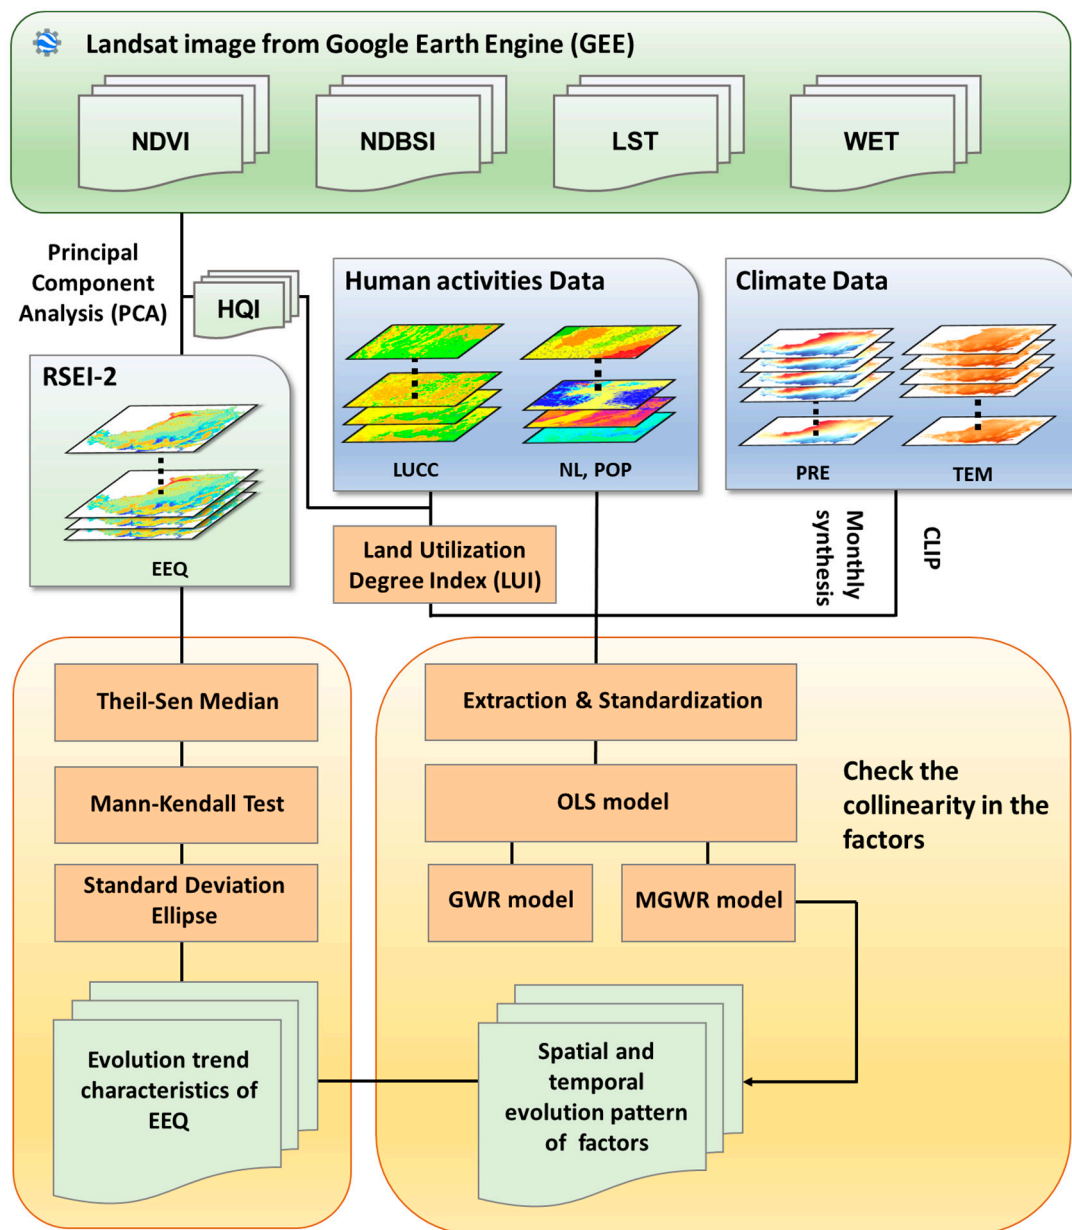 Landsat image from Google Earth Engine (GEE)
NDVI
NDBSI
LST
WET
Principal
Component
Analysis (PCA)
HQI
Human activities Data
LUCC
NL, POP
Climate Data
PRE
TEM
RSEI-2
EEQ
Land Utilization
Degree Index (LUI)
Monthly
synthesis
CLIP
Theil-Sen Median
Mann-Kendall Test
Standard Deviation
Ellipse
Evolution trend
characteristics of
EEQ
Extraction & Standardization
OLS model
GWR model
MGWR model
Check the
collinearity in the
factors
Spatial and
temporal
evolution pattern
of factors